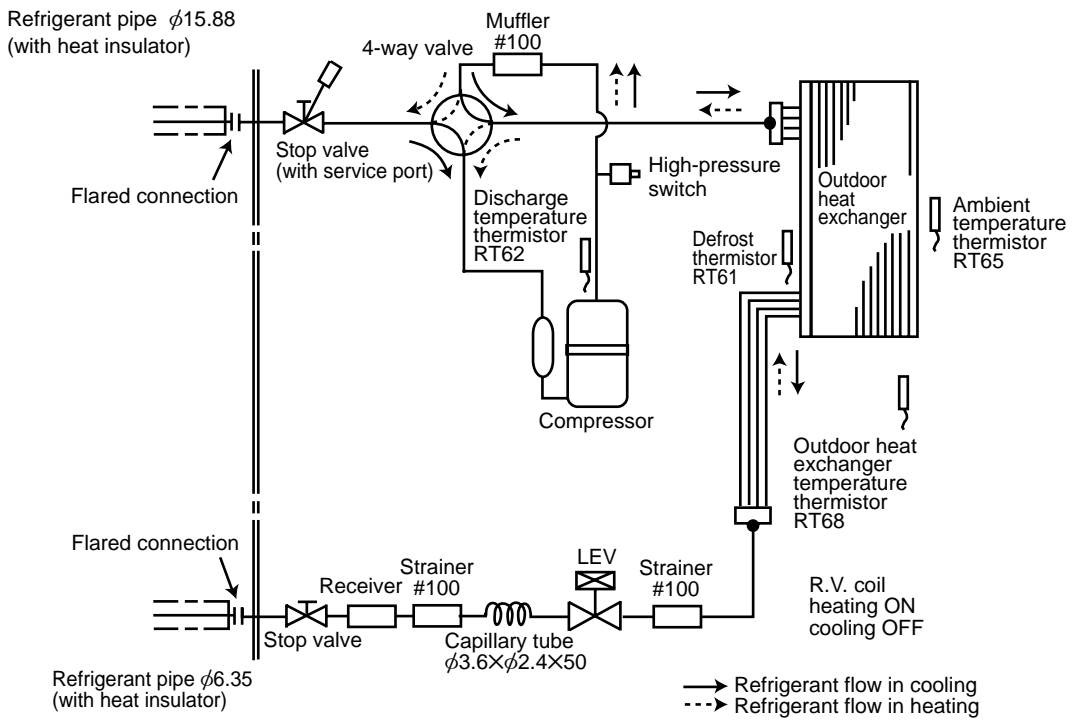 Refrigerant pipe ϕ15.88
(with heat insulator)
Muffler
#100
4-way valve
Stop valve
(with service port)
Flared connection
High-pressure
switch
Discharge
temperature
thermistor
RT62
Outdoor
heat
exchanger
Ambient
temperature
thermistor
RT65
Defrost
thermistor
RT61
Compressor
Outdoor heat
exchanger
temperature
thermistor
RT68
Flared connection
Receiver
Strainer
#100
LEV
Strainer
#100
R.V. coil
heating ON
cooling OFF
Stop valve
Capillary tube
ϕ3.6×ϕ2.4×50
Refrigerant pipe ϕ6.35
(with heat insulator)
Refrigerant flow in cooling
Refrigerant flow in heating